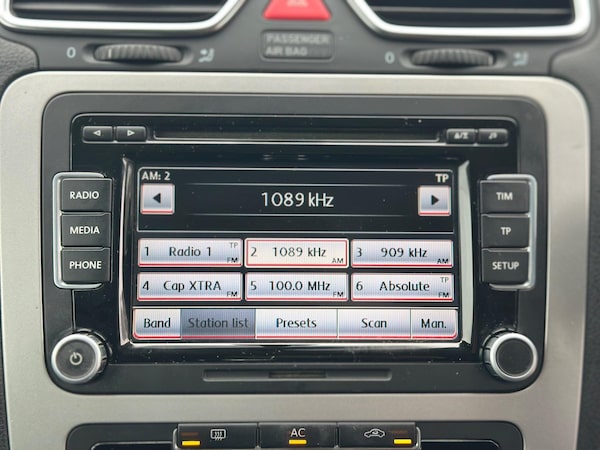 PASSENGER
AIR BAG
0 0
AM: 2 TP
1089 kHz
RADIO
MEDIA
PHONE
TIM
TP
SETUP
1 Radio 1 TP FM
2 1089 kHz AM
3 909 kHz AM
4 Cap XTRA FM
5 100.0 MHz FM
6 Absolute TP FM
Band Station list Presets Scan Man.
AC